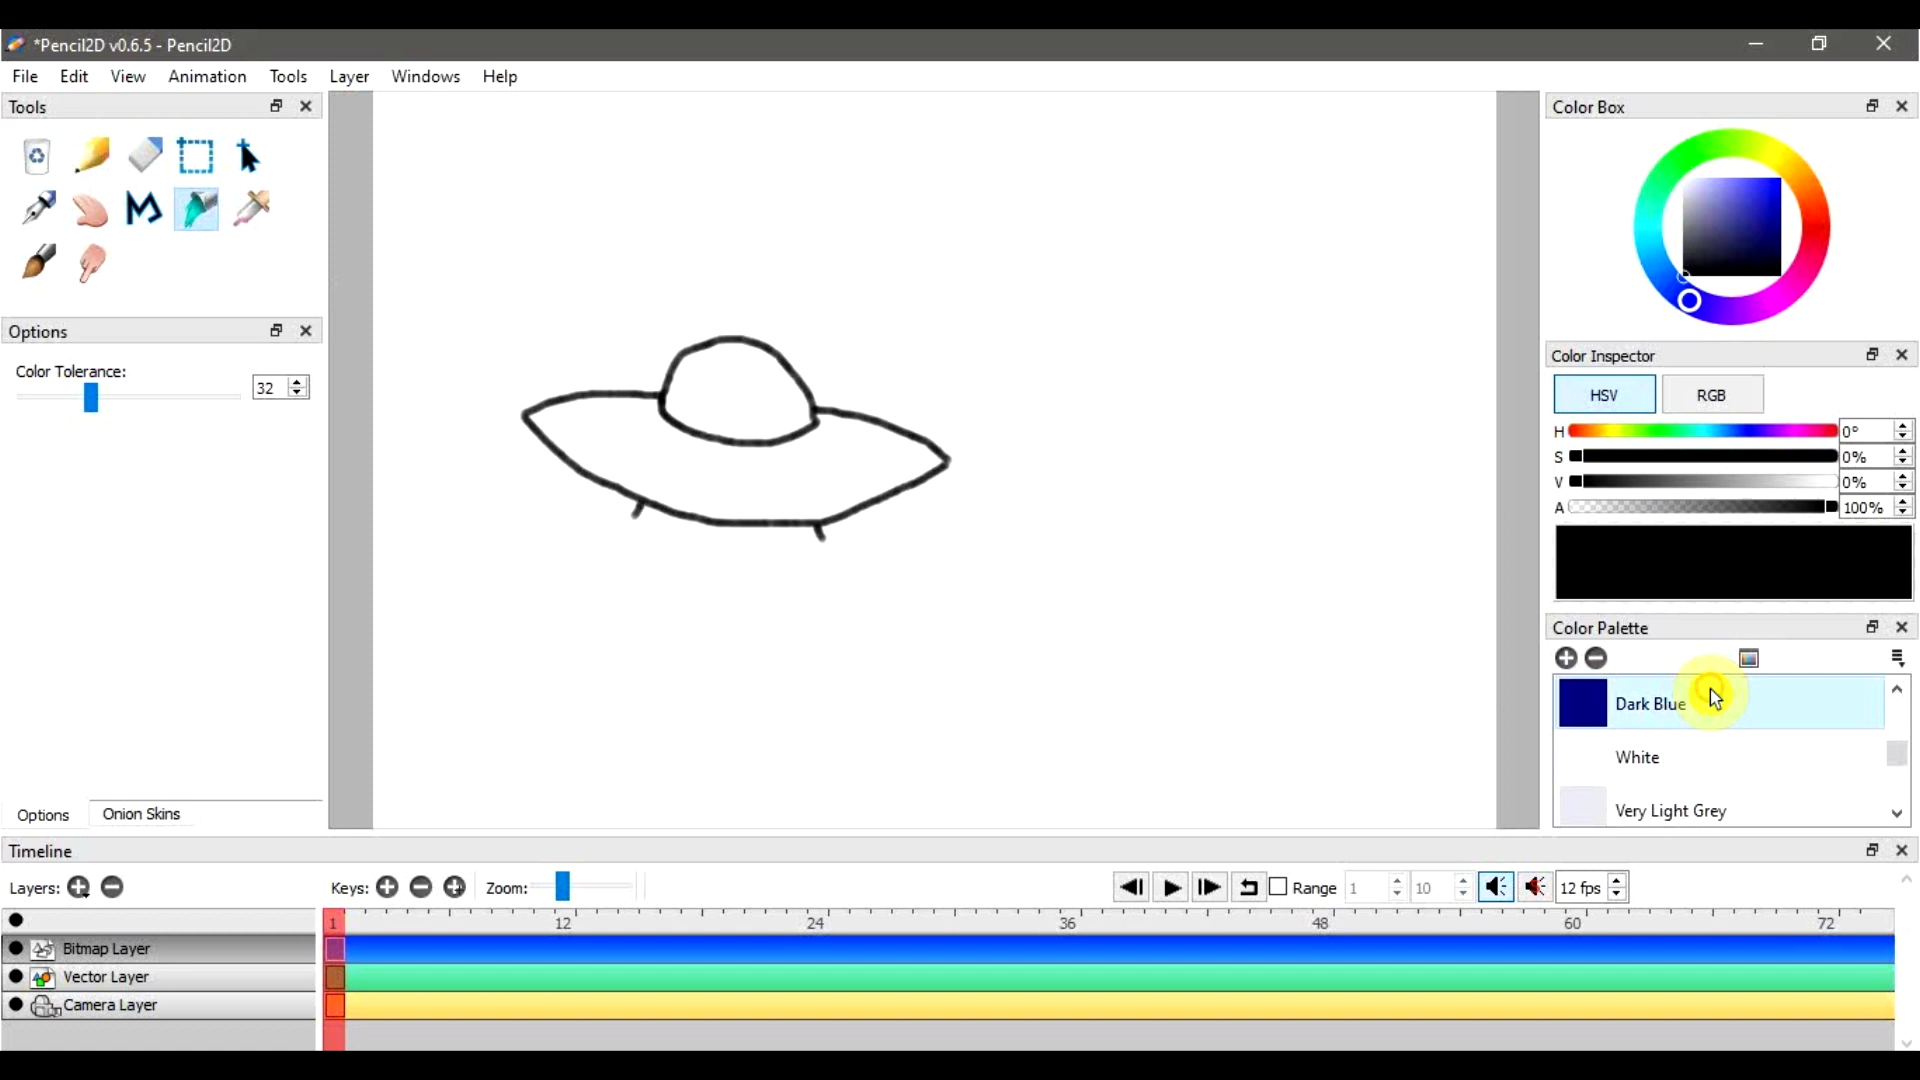 *Pencil2D v0.6.5 - Pencil2D
File Edit View Animation Tools Layer Windows Help
Tools
Options
Color Tolerance:
32
Options Onion Skins
Color Box
Color Inspector
HSV RGB
H 0°
S 0%
V 0%
A 100%
Color Palette
Dark Blue
White
Very Light Grey
Timeline
Layers: Keys: Zoom: Range 1 10 12 fps
1 12 24 36 48 60 72
Bitmap Layer
Vector Layer
Camera Layer